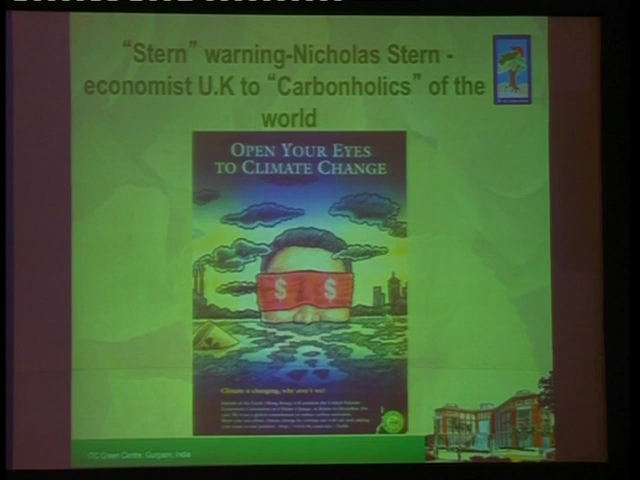 “Stern” warning-Nicholas Stern -
economist U.K to “Carbonholics” of the
world
OPEN YOUR EYES
TO CLIMATE CHANGE
$ $
Climate is changing, why aren't we?
ITC Green Centre, Gurgaon, India